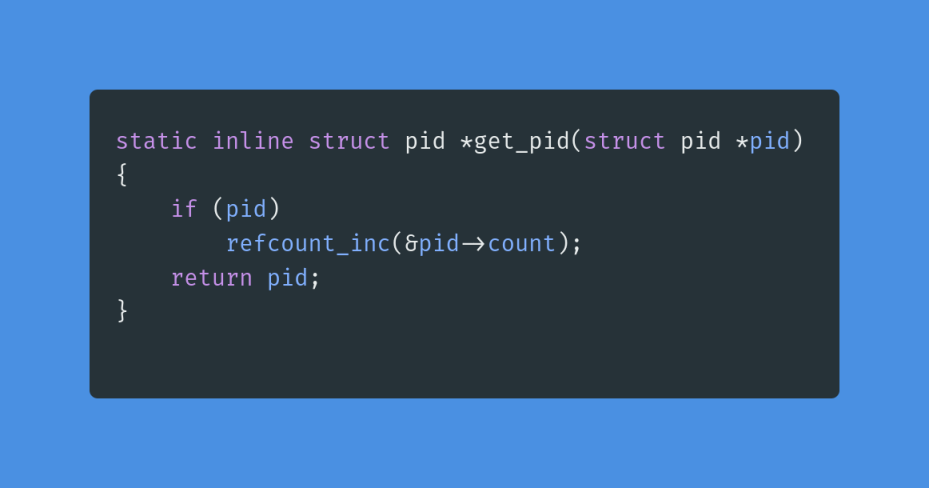 static inline struct pid *get_pid(struct pid *pid)
{
    if (pid)
        refcount_inc(&pid->count);
    return pid;
}